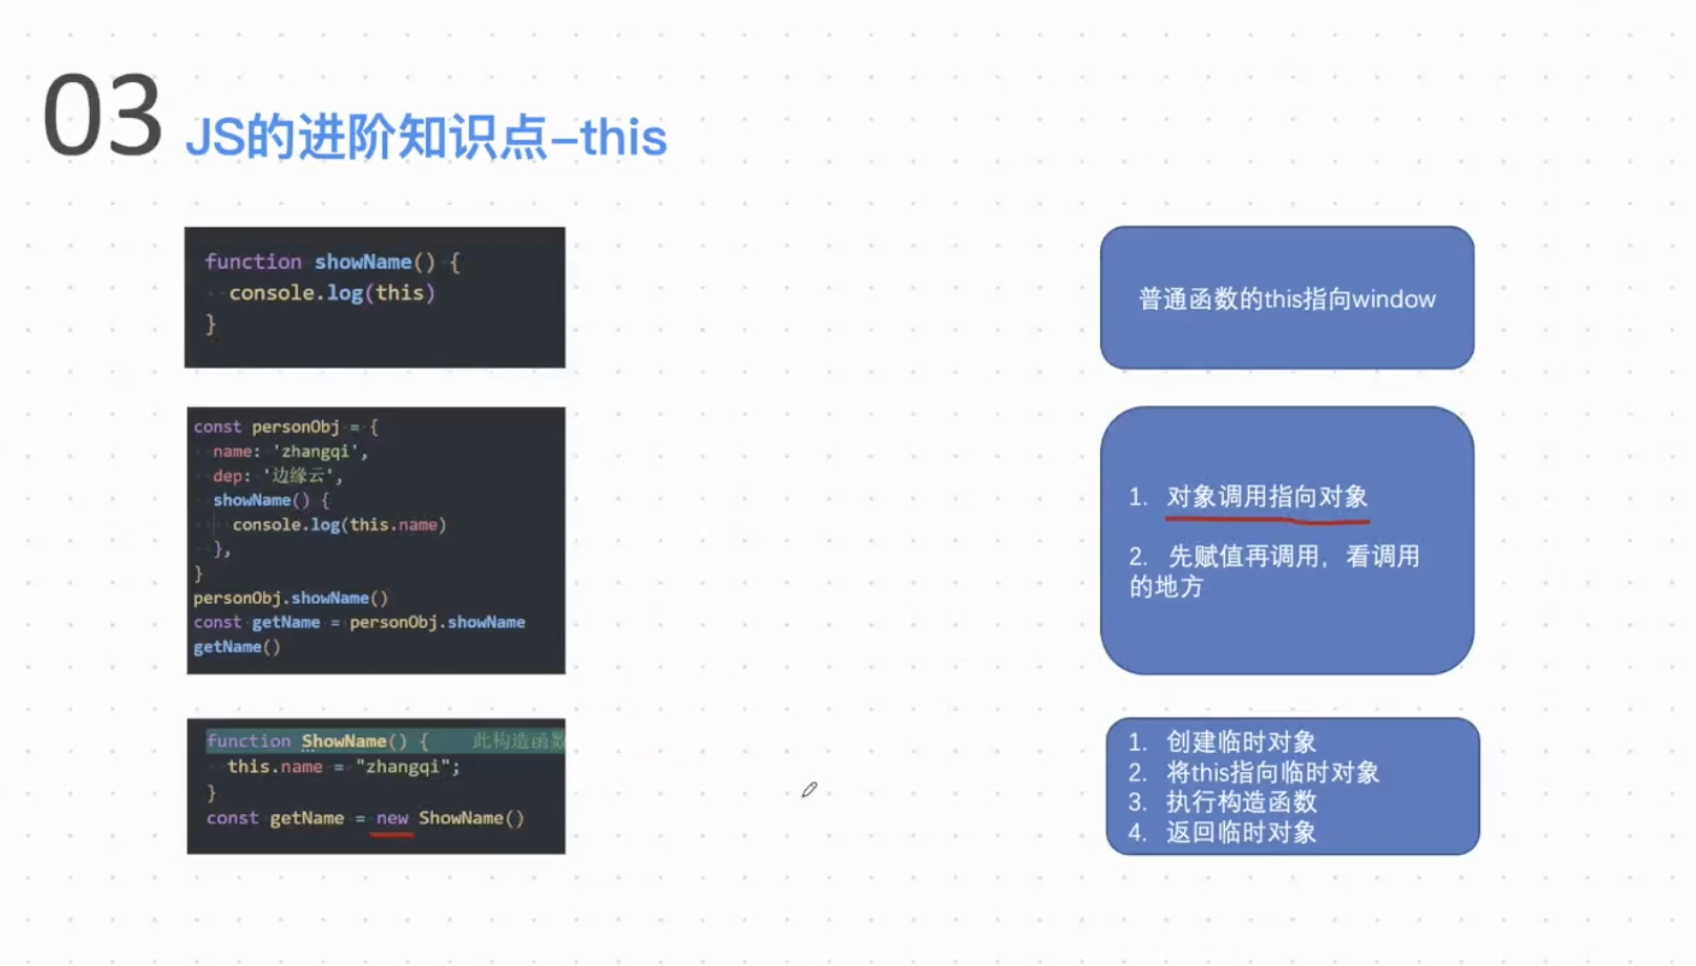 03 JS的进阶知识点–this
function showName() {
console.log(this)
}
普通函数的this指向window
const personObj = {
name: 'zhangqi',
dep: '边缘云',
showName() {
console.log(this.name)
},
}
personObj.showName()
const getName = personObj.showName
getName()
1. 对象调用指向对象
2. 先赋值再调用，看调用
的地方
function ShowName() { 此构造函数
this.name = "zhangqi";
}
const getName = new ShowName()
1. 创建临时对象
2. 将this指向临时对象
3. 执行构造函数
4. 返回临时对象